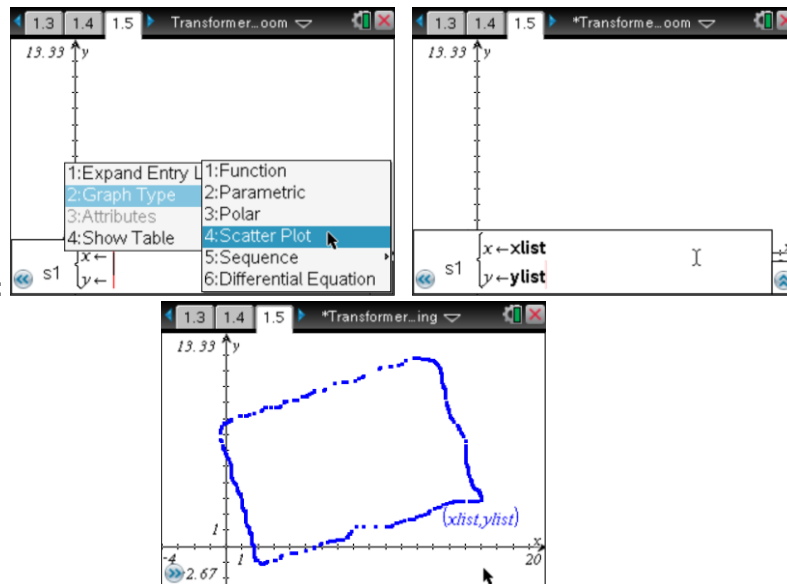 1.3 1.4 1.5 Transformer...oom
13.33 y
1:Expand Entry L
2:Graph Type
3:Attributes
4:Show Table
1:Function
2:Parametric
3:Polar
4:Scatter Plot
5:Sequence
6:Differential Equation
s1 x←
y←
1.3 1.4 1.5 *Transformer...oom
13.33 y
s1 x←xlist
y←ylist
1.3 1.4 1.5 *Transformer...ing
13.33 y
(xlist,ylist)
1
x
-4 1 20
-2.67